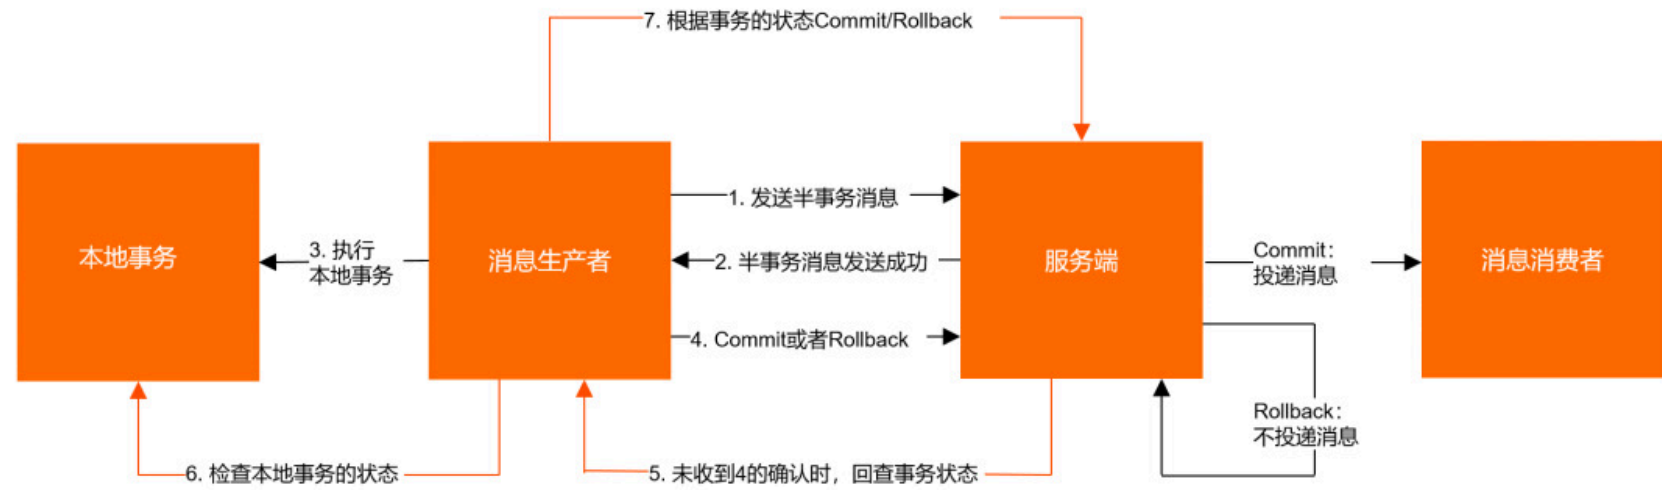 7. 根据事务的状态Commit/Rollback
本地事务
3. 执行
本地事务
消息生产者
1. 发送半事务消息
2. 半事务消息发送成功
4. Commit或者Rollback
服务端
Commit：
投递消息
消息消费者
Rollback：
不投递消息
6. 检查本地事务的状态
5. 未收到4的确认时，回查事务状态